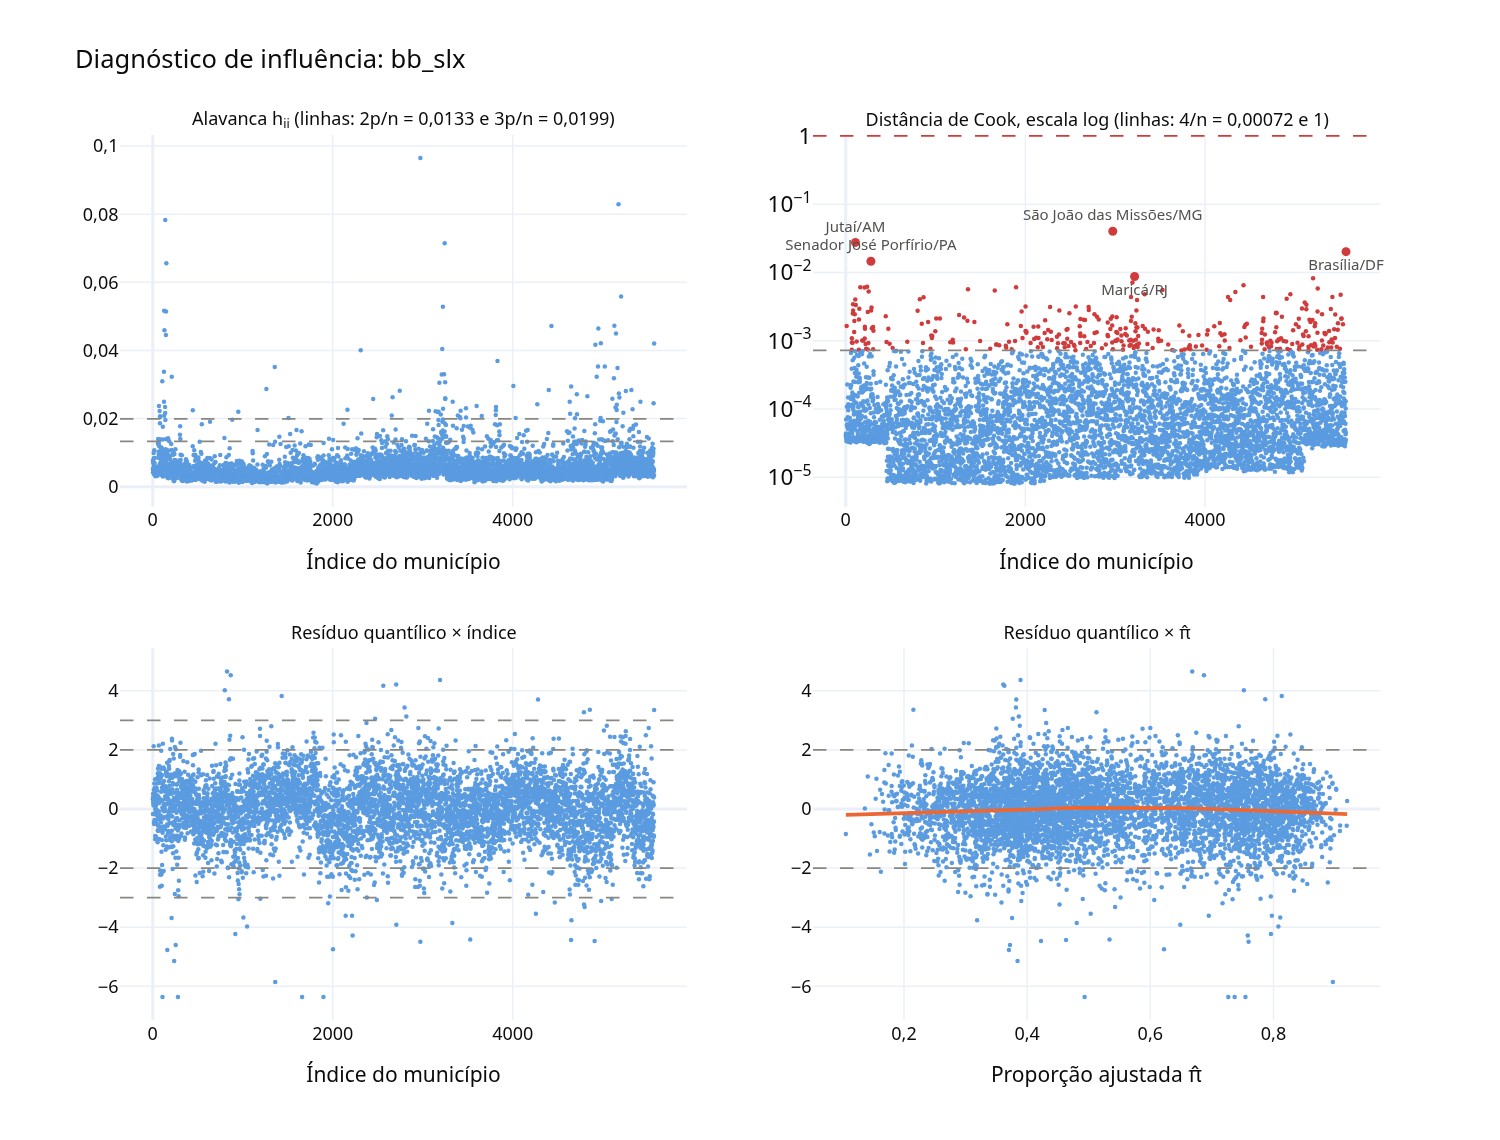 Diagnóstico de influência: bb_slx
Alavanca hᵢᵢ (linhas: 2p/n = 0,0133 e 3p/n = 0,0199)
0,1
0,08
0,06
0,04
0,02
0
0
2000
4000
Índice do município
Distância de Cook, escala log (linhas: 4/n = 0,00072 e 1)
1
10⁻¹
10⁻²
10⁻³
10⁻⁴
10⁻⁵
São João das Missões/MG
Jutaí/AM
Senador José Porfírio/PA
Brasília/DF
Maricá/RJ
0
2000
4000
Índice do município
Resíduo quantílico × índice
4
2
0
−2
−4
−6
0
2000
4000
Índice do município
Resíduo quantílico × π̂
4
2
0
−2
−4
−6
0,2
0,4
0,6
0,8
Proporção ajustada π̂